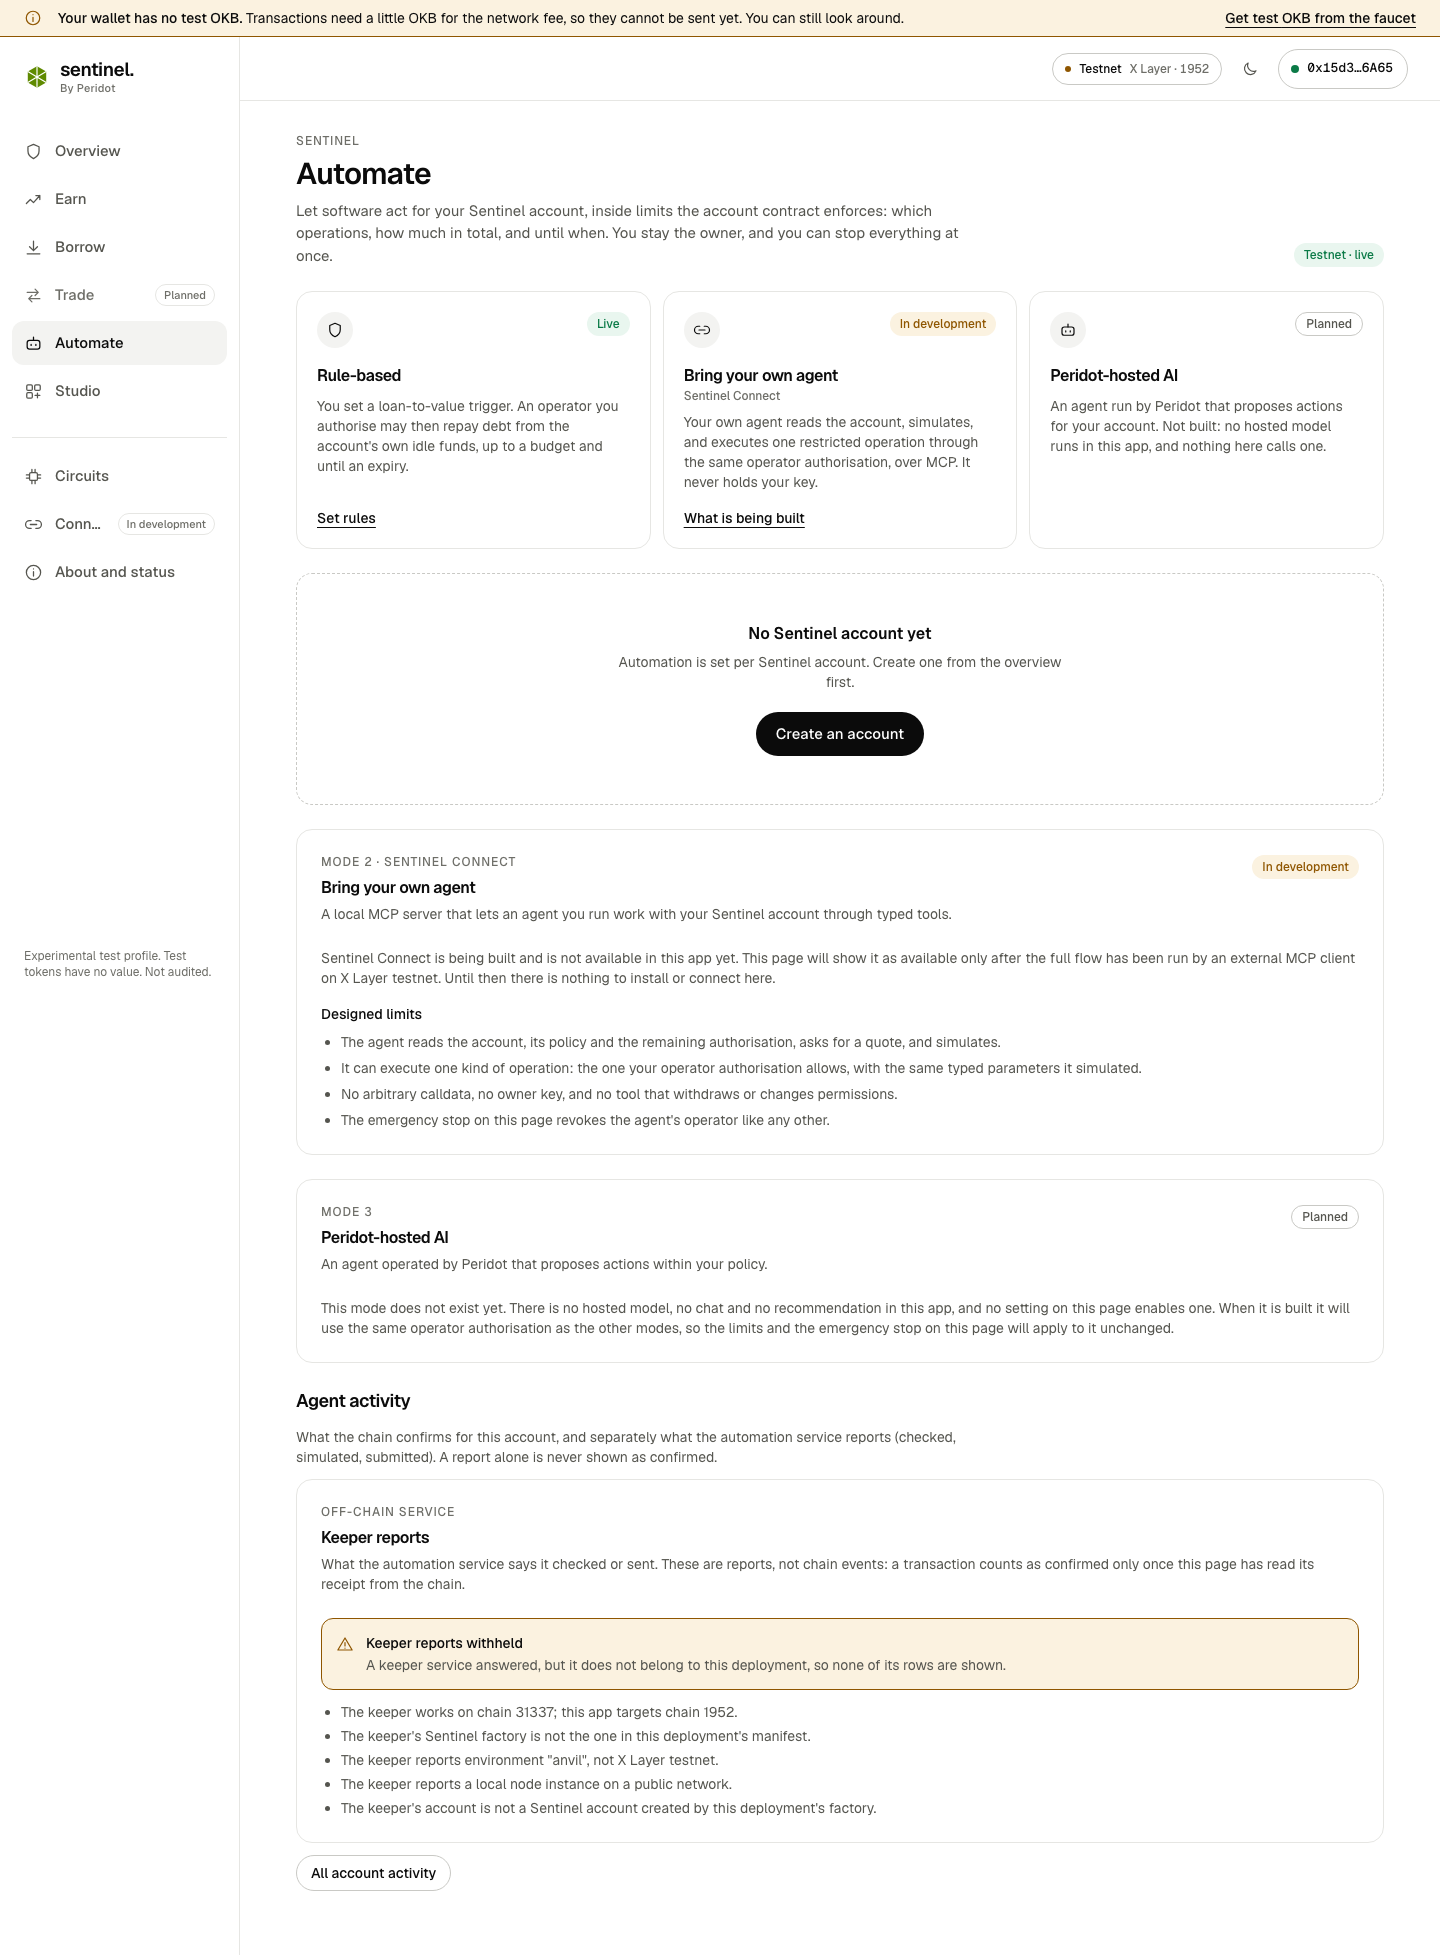 Your wallet has no test OKB. Transactions need a little OKB for the network fee, so they cannot be sent yet. You can still look around.
Get test OKB from the faucet
sentinel.
By Peridot
Testnet X Layer · 1952
0x15d3…6A65
Overview
Earn
Borrow
Trade
Planned
Automate
Studio
Circuits
Conn...
In development
About and status
Experimental test profile. Test
tokens have no value. Not audited.
SENTINEL
Automate
Let software act for your Sentinel account, inside limits the account contract enforces: which
operations, how much in total, and until when. You stay the owner, and you can stop everything at
once.
Testnet · live
Live
Rule-based
You set a loan-to-value trigger. An operator you
authorise may then repay debt from the
account's own idle funds, up to a budget and
until an expiry.
Set rules
In development
Bring your own agent
Sentinel Connect
Your own agent reads the account, simulates,
and executes one restricted operation through
the same operator authorisation, over MCP. It
never holds your key.
What is being built
Planned
Peridot-hosted AI
An agent run by Peridot that proposes actions
for your account. Not built: no hosted model
runs in this app, and nothing here calls one.
No Sentinel account yet
Automation is set per Sentinel account. Create one from the overview
first.
Create an account
MODE 2 · SENTINEL CONNECT
In development
Bring your own agent
A local MCP server that lets an agent you run work with your Sentinel account through typed tools.
Sentinel Connect is being built and is not available in this app yet. This page will show it as available only after the full flow has been run by an external MCP client
on X Layer testnet. Until then there is nothing to install or connect here.
Designed limits
• The agent reads the account, its policy and the remaining authorisation, asks for a quote, and simulates.
• It can execute one kind of operation: the one your operator authorisation allows, with the same typed parameters it simulated.
• No arbitrary calldata, no owner key, and no tool that withdraws or changes permissions.
• The emergency stop on this page revokes the agent's operator like any other.
MODE 3
Planned
Peridot-hosted AI
An agent operated by Peridot that proposes actions within your policy.
This mode does not exist yet. There is no hosted model, no chat and no recommendation in this app, and no setting on this page enables one. When it is built it will
use the same operator authorisation as the other modes, so the limits and the emergency stop on this page will apply to it unchanged.
Agent activity
What the chain confirms for this account, and separately what the automation service reports (checked,
simulated, submitted). A report alone is never shown as confirmed.
OFF-CHAIN SERVICE
Keeper reports
What the automation service says it checked or sent. These are reports, not chain events: a transaction counts as confirmed only once this page has read its
receipt from the chain.
Keeper reports withheld
A keeper service answered, but it does not belong to this deployment, so none of its rows are shown.
• The keeper works on chain 31337; this app targets chain 1952.
• The keeper's Sentinel factory is not the one in this deployment's manifest.
• The keeper reports environment "anvil", not X Layer testnet.
• The keeper reports a local node instance on a public network.
• The keeper's account is not a Sentinel account created by this deployment's factory.
All account activity